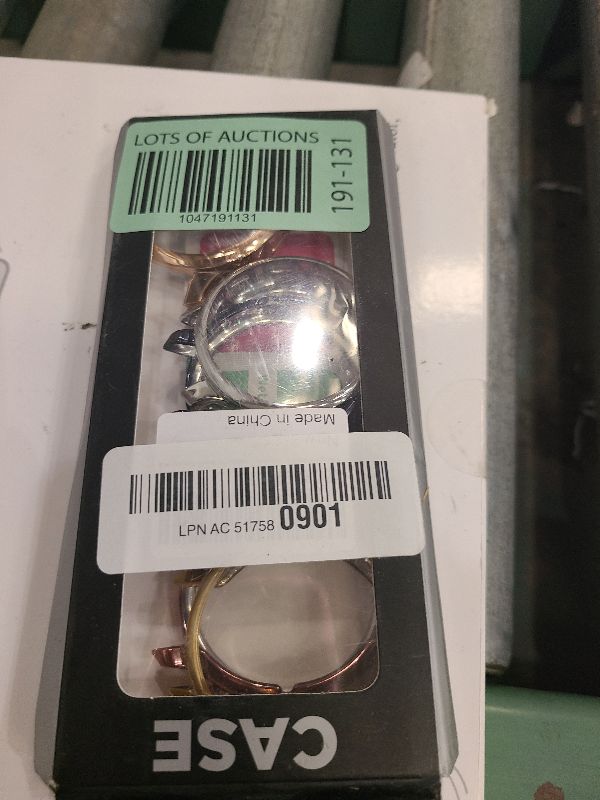 LOTS OF AUCTIONS
1047191131
191-131
Made in China
LPN AC 51758 0901
CASE